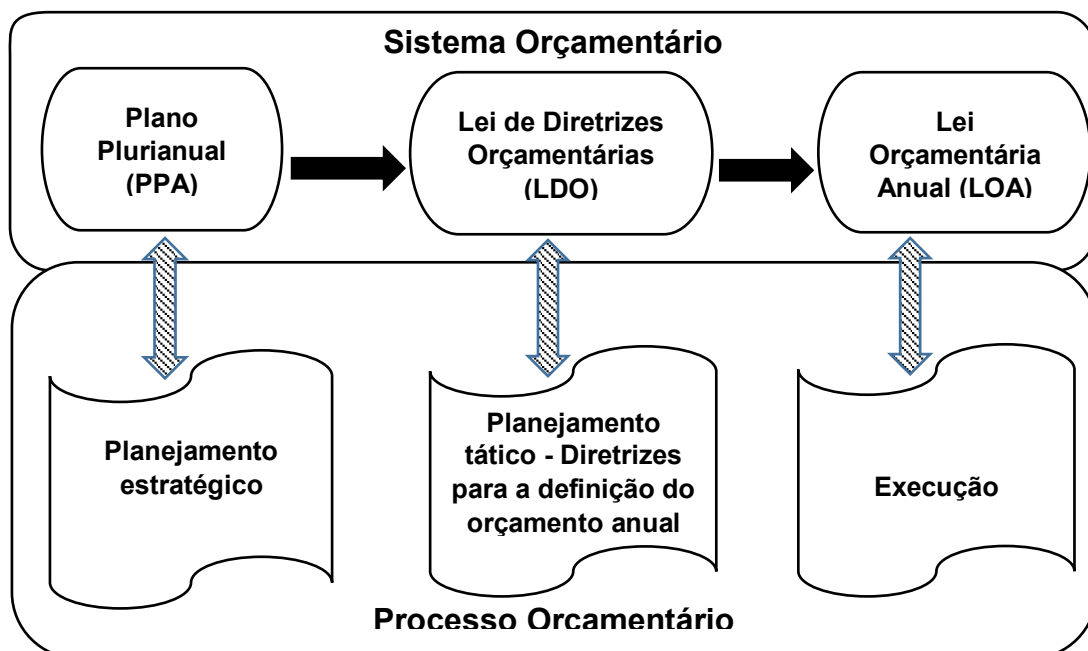 Sistema Orçamentário
Plano
Plurianual
(PPA)
Lei de Diretrizes
Orçamentárias
(LDO)
Lei
Orçamentária
Anual (LOA)
Planejamento
estratégico
Planejamento
tático - Diretrizes
para a definição do
orçamento anual
Execução
Processo Orçamentário